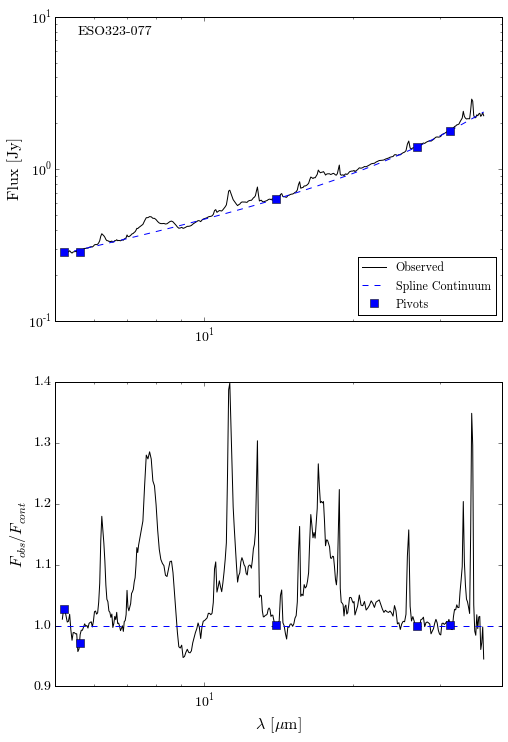 ESO323-077
10^1
10^0
10^-1
Flux [Jy]
Observed
Spline Continuum
Pivots
10^1
1.4
1.3
1.2
1.1
1.0
0.9
F_obs/F_cont
10^1
λ [μm]